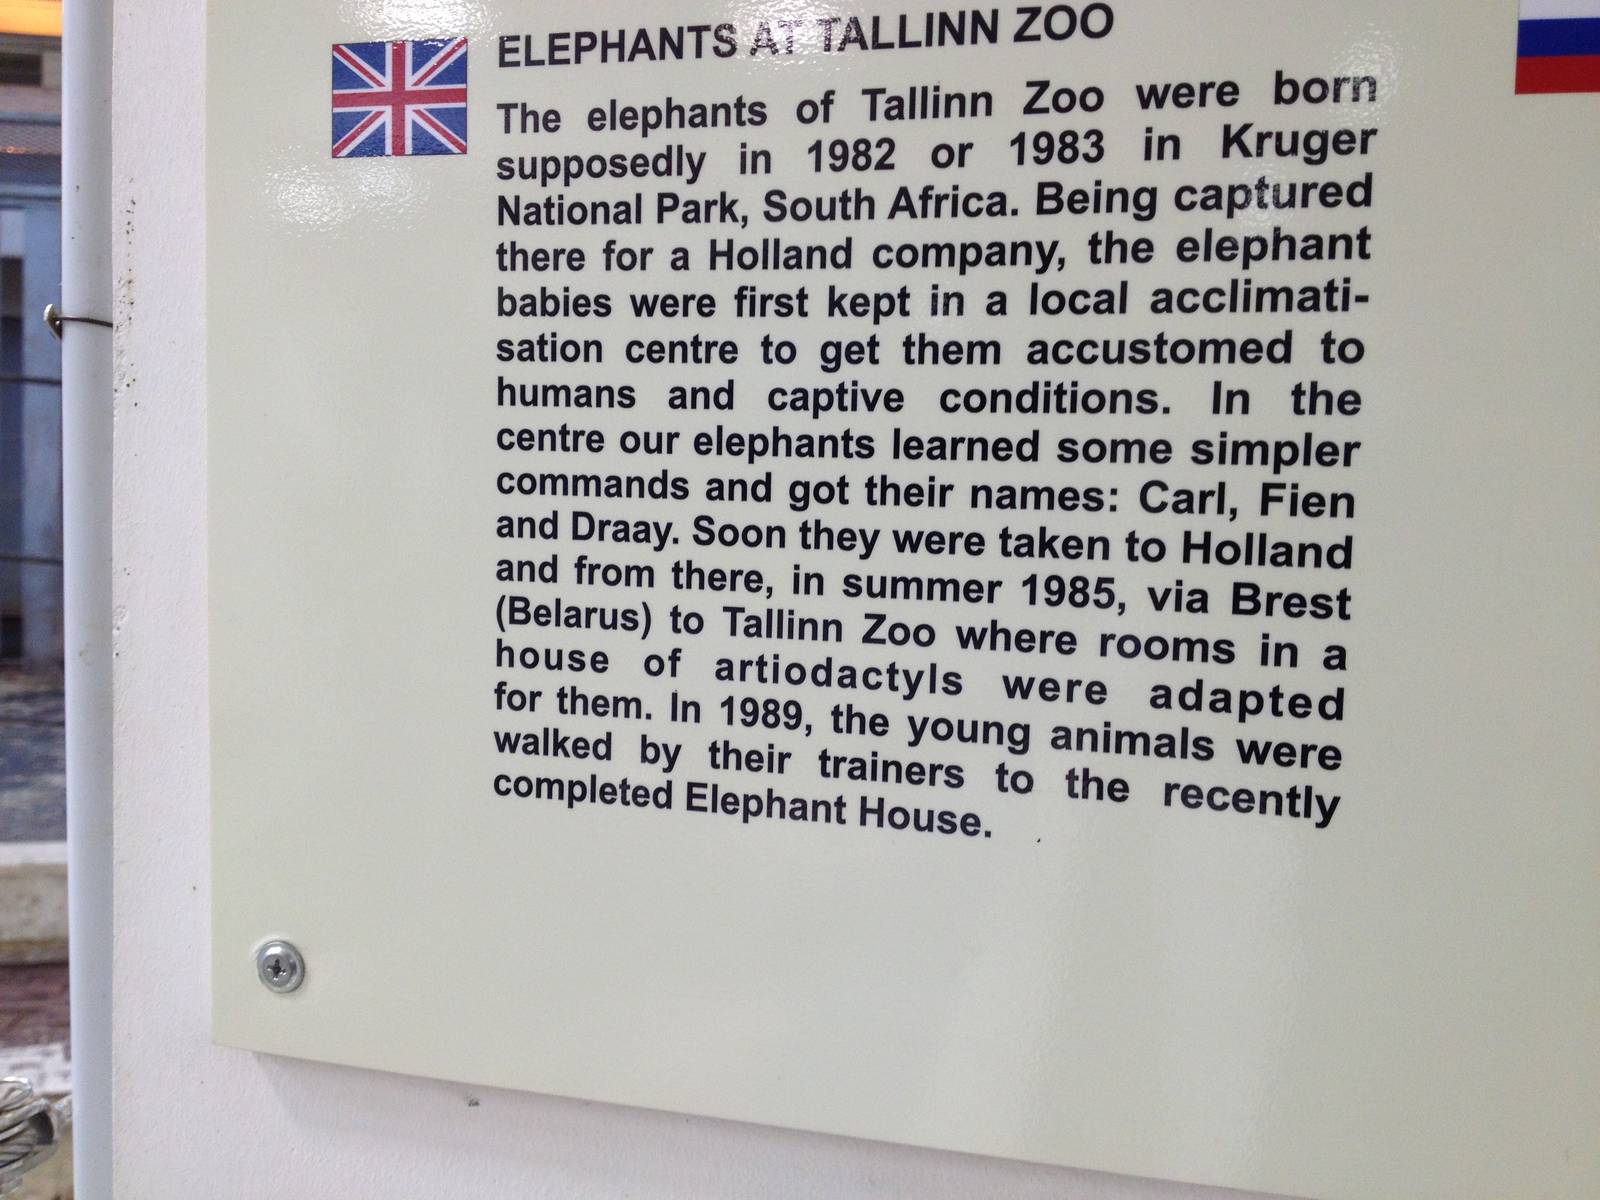 ELEPHANTS AT TALLINN ZOO
The elephants of Tallinn Zoo were born
supposedly in 1982 or 1983 in Kruger
National Park, South Africa. Being captured
there for a Holland company, the elephant
babies were first kept in a local acclimati-
sation centre to get them accustomed to
humans and captive conditions. In the
centre our elephants learned some simpler
commands and got their names: Carl, Fien
and Draay. Soon they were taken to Holland
and from there, in summer 1985, via Brest
(Belarus) to Tallinn Zoo where rooms in a
house of artiodactyls were adapted
for them. In 1989, the young animals were
walked by their trainers to the recently
completed Elephant House.